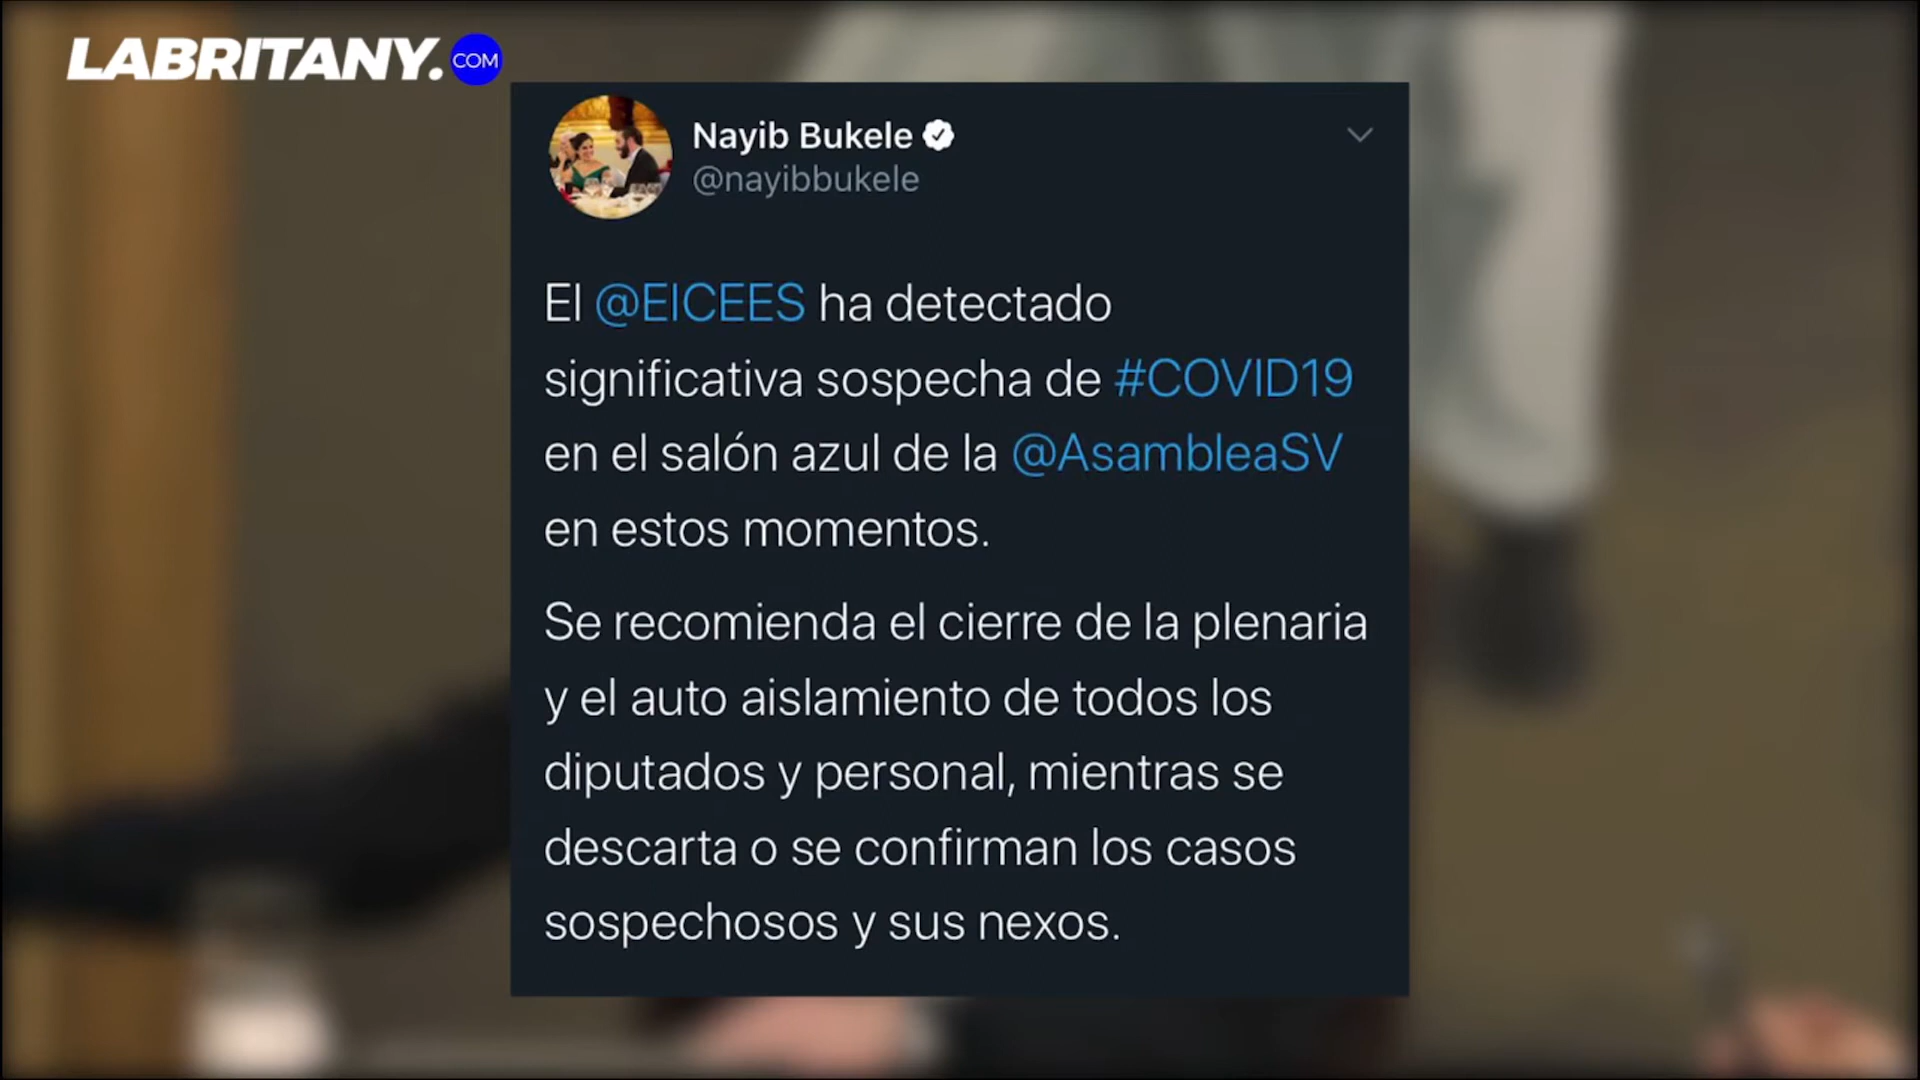 LABRITANY.COM
Nayib Bukele
@nayibbukele
El @EICEES ha detectado
significativa sospecha de #COVID19
en el salón azul de la @AsambleaSV
en estos momentos.
Se recomienda el cierre de la plenaria
y el auto aislamiento de todos los
diputados y personal, mientras se
descarta o se confirman los casos
sospechosos y sus nexos.